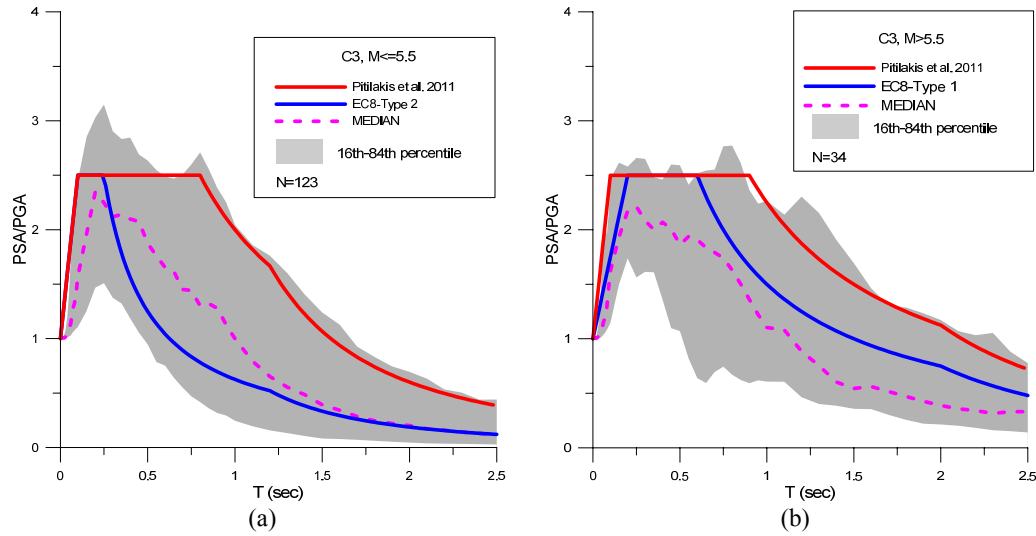 C3, M<=5.5
Pitilakis et al. 2011
EC8-Type 2
MEDIAN
16th-84th percentile
N=123
PSA/PGA
4
3
2
1
0
0 0.5 1 1.5 2 2.5
T (sec)
(a)
C3, M>5.5
Pitilakis et al. 2011
EC8-Type 1
MEDIAN
16th-84th percentile
N=34
PSA/PGA
4
3
2
1
0
0 0.5 1 1.5 2 2.5
T (sec)
(b)